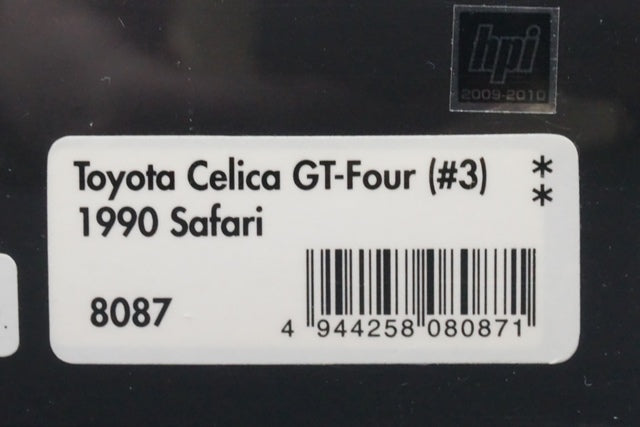 hpi
2009-2010
Toyota Celica GT-Four (#3) **
1990 Safari
8087
4 944258 080871